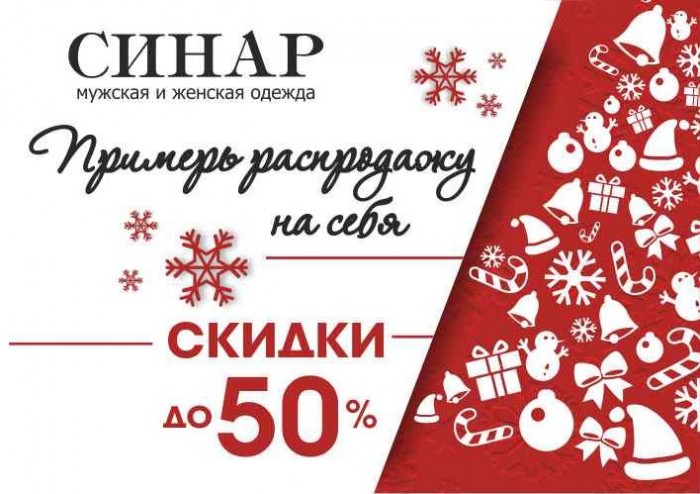 СИНАР
мужская и женская одежда
Примерь распродажу
на себя
СКИДКИ
ДО 50%